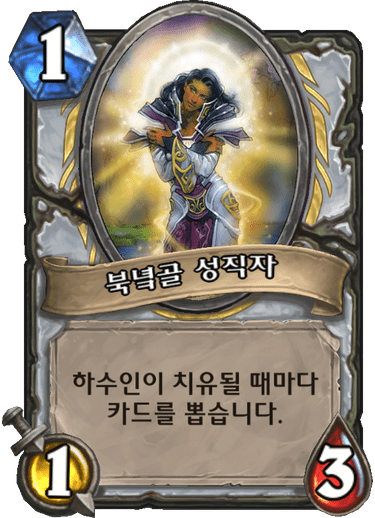 1
북녘골 성직자
하수인이 치유될 때마다
카드를 뽑습니다.
1
3